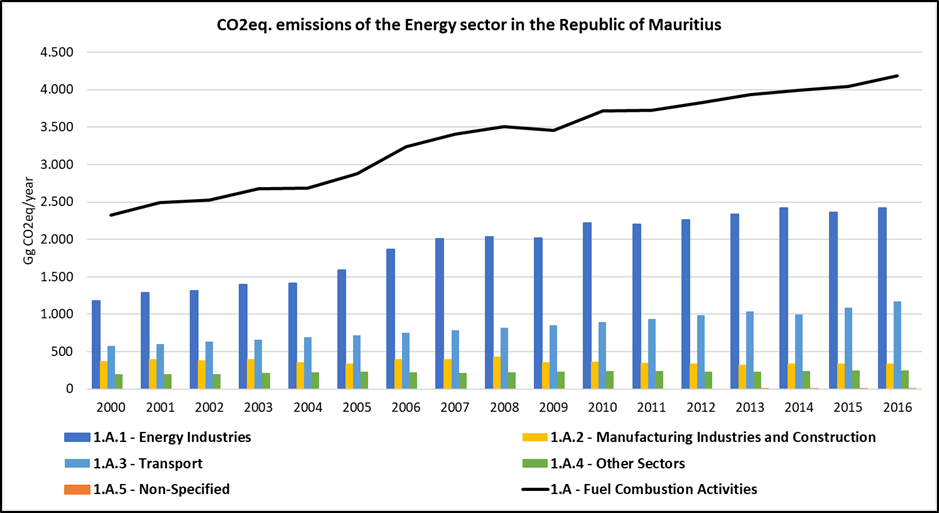 CO2eq. emissions of the Energy sector in the Republic of Mauritius
Gg CO2eq/year
4.500
4.000
3.500
3.000
2.500
2.000
1.500
1.000
500
0
2000 2001 2002 2003 2004 2005 2006 2007 2008 2009 2010 2011 2012 2013 2014 2015 2016
1.A.1 - Energy Industries
1.A.2 - Manufacturing Industries and Construction
1.A.3 - Transport
1.A.4 - Other Sectors
1.A.5 - Non-Specified
1.A - Fuel Combustion Activities